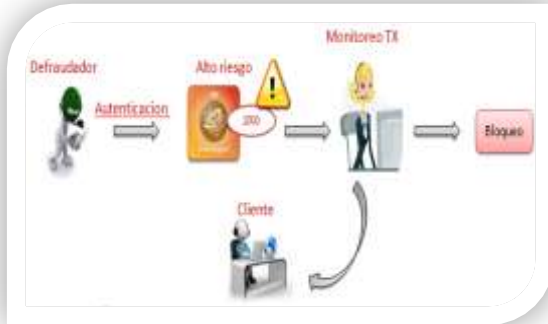 Monitoreo TX
Defraudador
Alto riesgo
Autenticacion
Bloqueo
Cliente